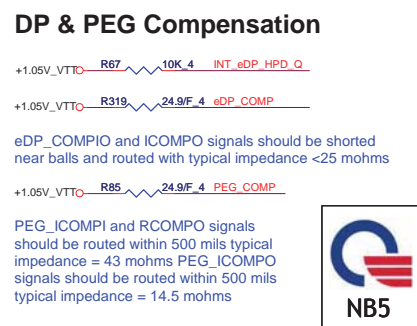 DP & PEG Compensation
+1.05V_VTT R67 10K_4 INT_eDP_HPD_Q
+1.05V_VTT R319 24.9/F_4 eDP_COMP
eDP_COMPIO and ICOMPO signals should be shorted
near balls and routed with typical impedance <25 mohms
+1.05V_VTT R85 24.9/F_4 PEG_COMP
PEG_ICOMPI and RCOMPO signals
should be routed within 500 mils typical
impedance = 43 mohms PEG_ICOMPO
signals should be routed within 500 mils
typical impedance = 14.5 mohms
NB5